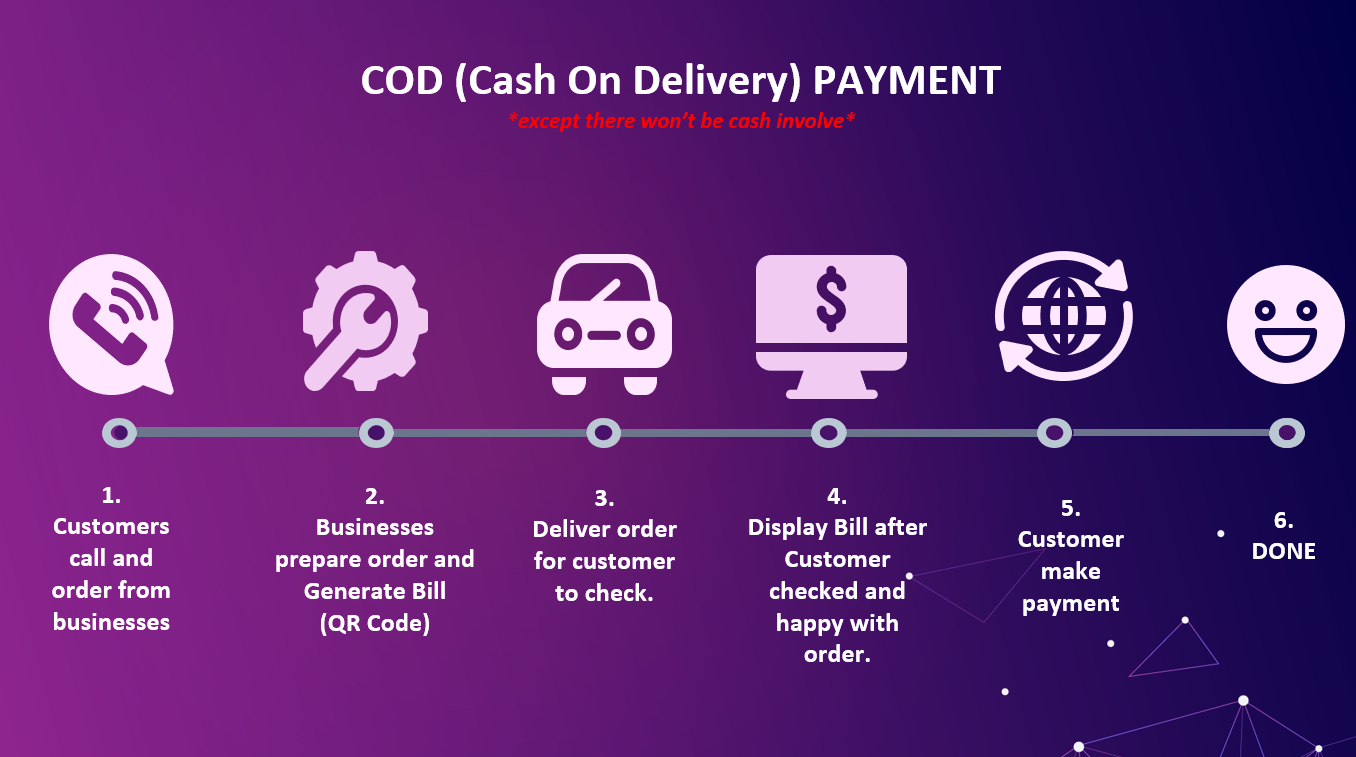 COD (Cash On Delivery) PAYMENT
*except there won't be cash involve*
1.
Customers
call and
order from
businesses
2.
Businesses
prepare order and
Generate Bill
(QR Code)
3.
Deliver order
for customer
to check.
4.
Display Bill after
Customer
checked and
happy with
order.
5.
Customer
make
payment
6.
DONE